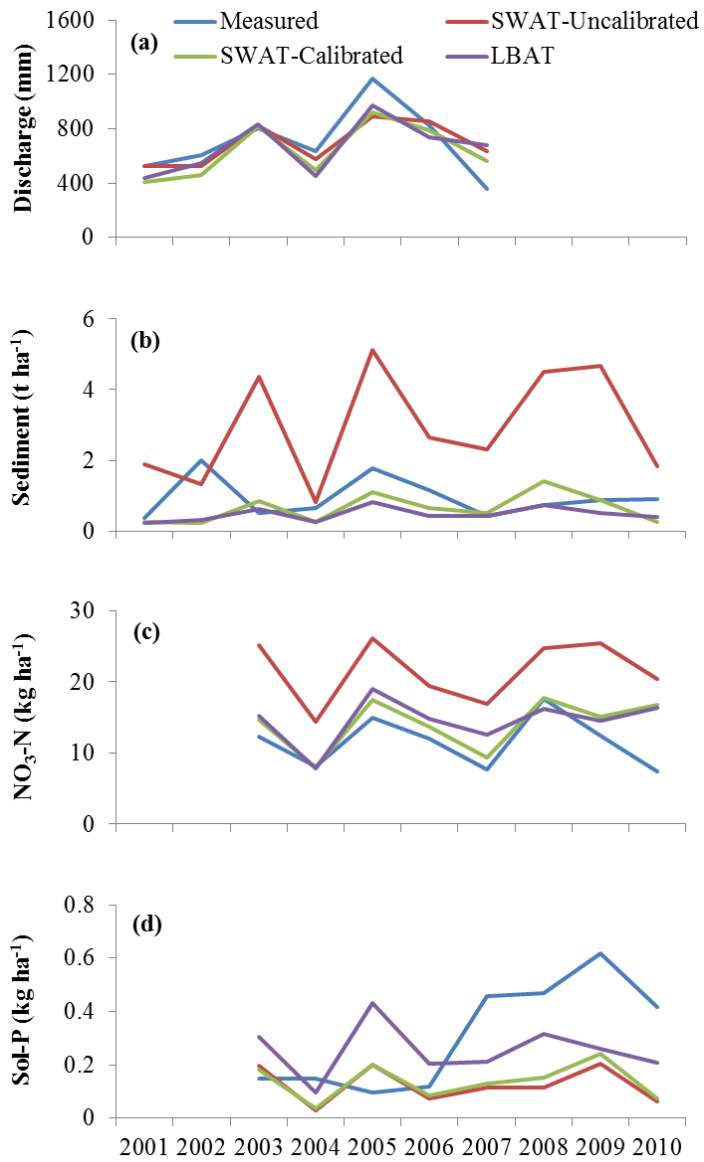 (a)
Measured
SWAT-Uncalibrated
SWAT-Calibrated
LBAT
Discharge (mm)
1600
1200
800
400
0
(b)
Sediment (t ha⁻¹)
6
4
2
0
(c)
NO₃-N (kg ha⁻¹)
30
20
10
0
(d)
Sol-P (kg ha⁻¹)
0.8
0.6
0.4
0.2
0
2001 2002 2003 2004 2005 2006 2007 2008 2009 2010